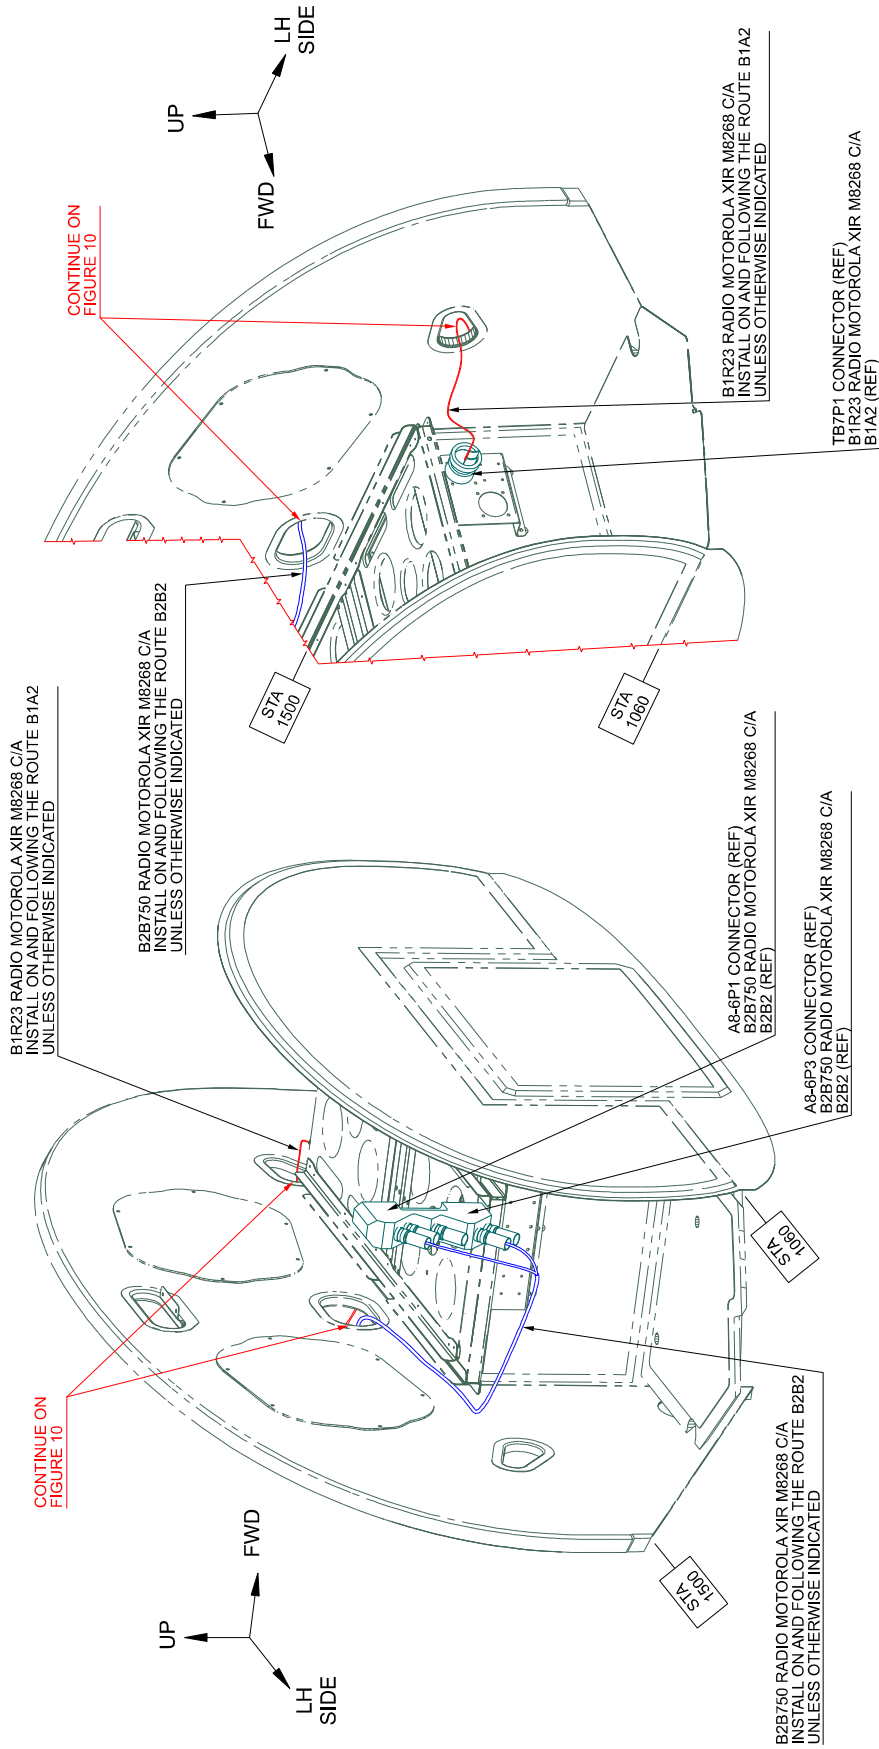 CONTINUE ON
FIGURE 10
B1R23 RADIO MOTOROLA XIR M8268 C/A
INSTALL ON AND FOLLOWING THE ROUTE B1A2
UNLESS OTHERWISE INDICATED
UP
FWD
LH
SIDE
STA
1500
STA
1060
A8-6P1 CONNECTOR (REF)
B2B750 RADIO MOTOROLA XIR M8268 C/A
B2B2 (REF)
A8-6P3 CONNECTOR (REF)
B2B750 RADIO MOTOROLA XIR M8268 C/A
B2B2 (REF)
B2B750 RADIO MOTOROLA XIR M8268 C/A
INSTALL ON AND FOLLOWING THE ROUTE B2B2
UNLESS OTHERWISE INDICATED
B2B750 RADIO MOTOROLA XIR M8268 C/A
INSTALL ON AND FOLLOWING THE ROUTE B2B2
UNLESS OTHERWISE INDICATED
CONTINUE ON
FIGURE 10
UP
FWD
LH
SIDE
STA
1500
STA
1060
B1R23 RADIO MOTOROLA XIR M8268 C/A
INSTALL ON AND FOLLOWING THE ROUTE B1A2
UNLESS OTHERWISE INDICATED
TB7P1 CONNECTOR (REF)
B1R23 RADIO MOTOROLA XIR M8268 C/A
B1A2 (REF)